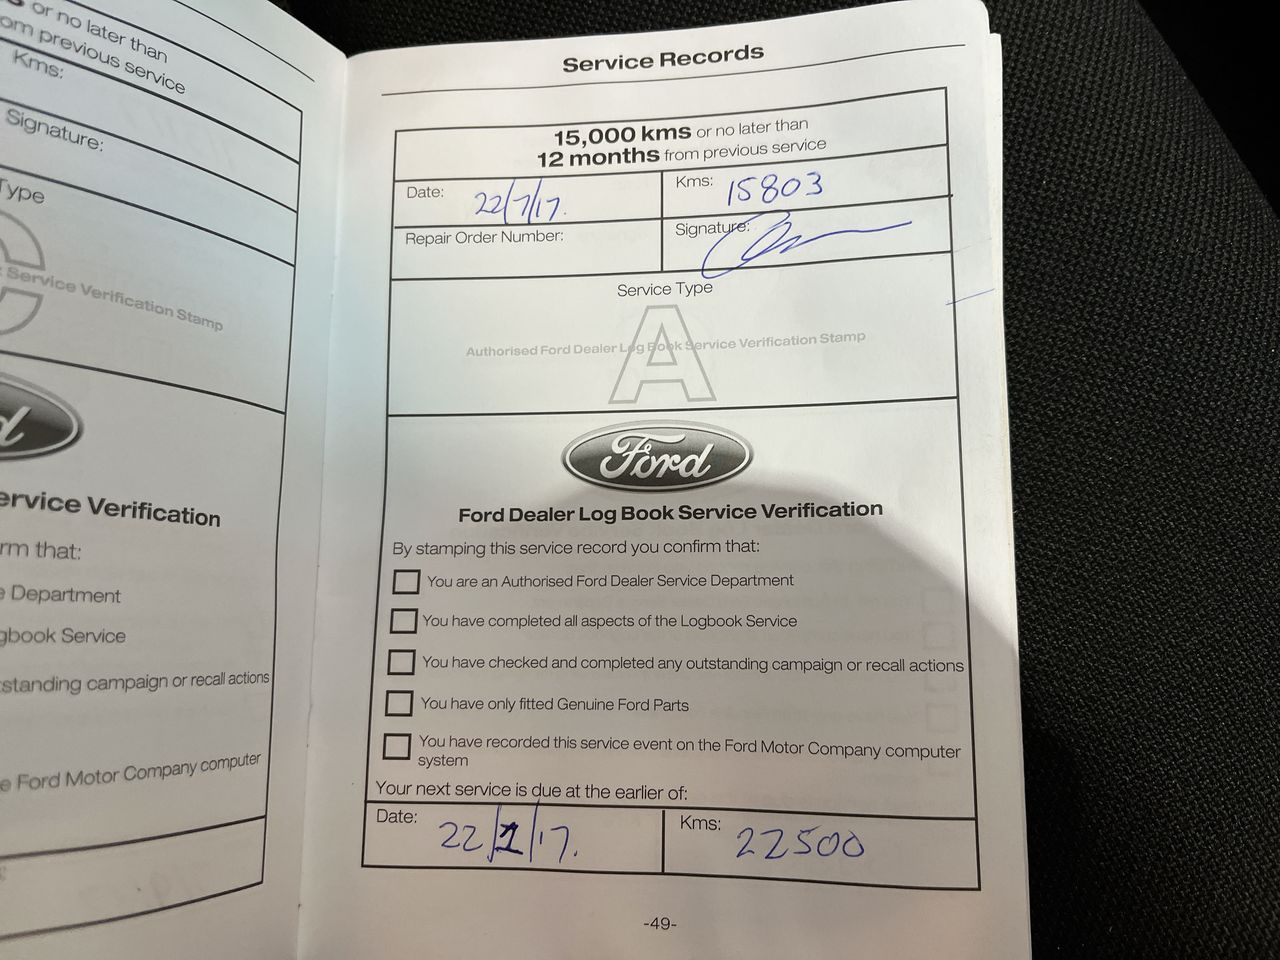 or no later than
om previous service
Kms:
Signature:
Type
Service Verification Stamp
ervice Verification
rm that:
e Department
gbook Service
standing campaign or recall actions
e Ford Motor Company computer
Service Records
15,000 kms or no later than
12 months from previous service
Date: 22/7/17.
Kms: 15803
Repair Order Number:
Signature:
Service Type
A
Authorised Ford Dealer Log Book Service Verification Stamp
Ford
Ford Dealer Log Book Service Verification
By stamping this service record you confirm that:
You are an Authorised Ford Dealer Service Department
You have completed all aspects of the Logbook Service
You have checked and completed any outstanding campaign or recall actions
You have only fitted Genuine Ford Parts
You have recorded this service event on the Ford Motor Company computer
system
Your next service is due at the earlier of:
Date: 22/1/17.
Kms: 22500
-49-